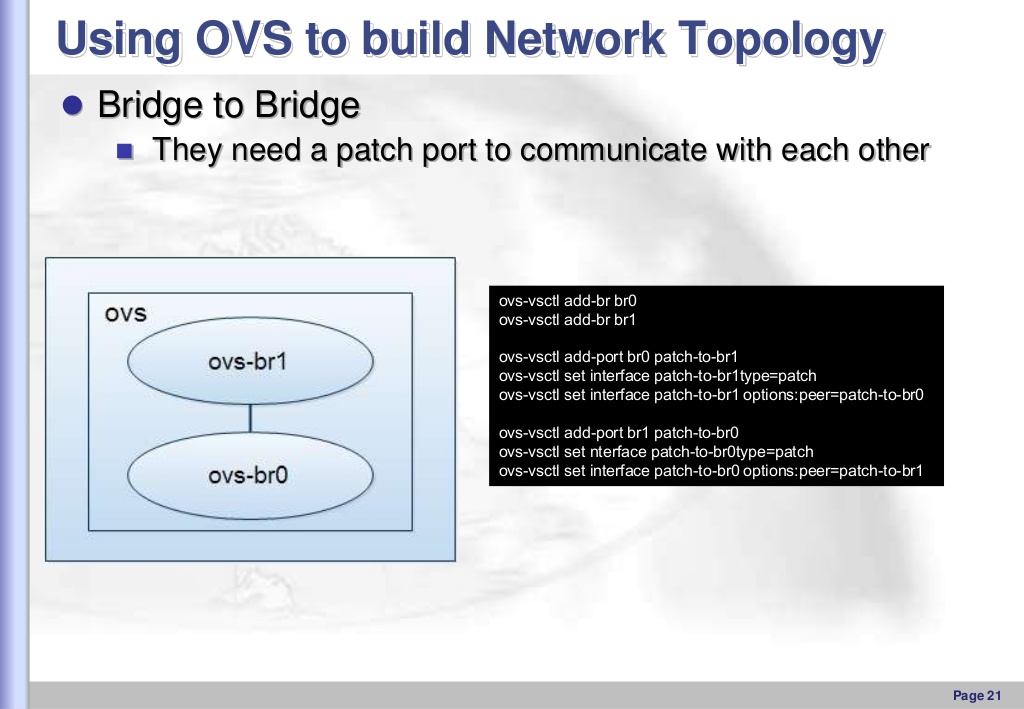 Using OVS to build Network Topology
Bridge to Bridge
They need a patch port to communicate with each other
ovs
ovs-br1
ovs-br0
ovs-vsctl add-br br0
ovs-vsctl add-br br1
ovs-vsctl add-port br0 patch-to-br1
ovs-vsctl set interface patch-to-br1type=patch
ovs-vsctl set interface patch-to-br1 options:peer=patch-to-br0
ovs-vsctl add-port br1 patch-to-br0
ovs-vsctl set nterface patch-to-br0type=patch
ovs-vsctl set interface patch-to-br0 options:peer=patch-to-br1
Page 21